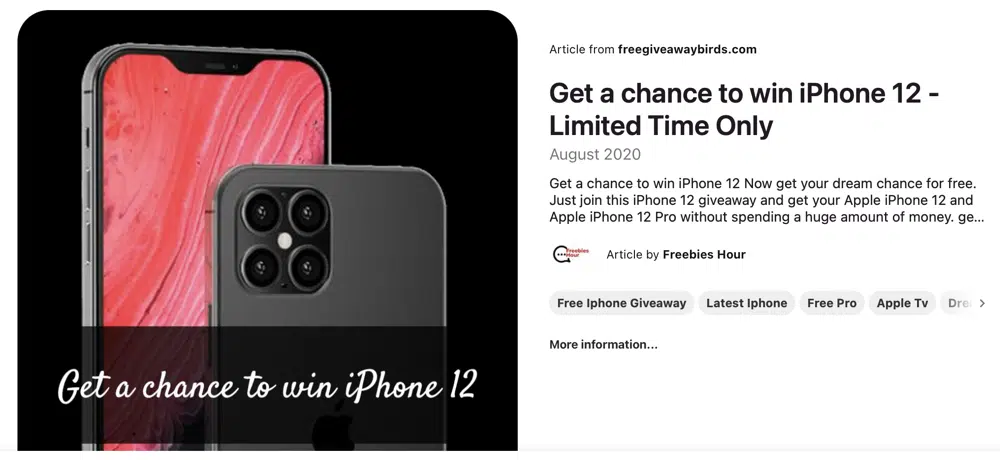 Get a chance to win iPhone 12
Article from freegiveawaybirds.com
Get a chance to win iPhone 12 -
Limited Time Only
August 2020
Get a chance to win iPhone 12 Now get your dream chance for free.
Just join this iPhone 12 giveaway and get your Apple iPhone 12 and
Apple iPhone 12 Pro without spending a huge amount of money. ge...
Freebies
Hour
Article by Freebies Hour
Free Iphone Giveaway Latest Iphone Free Pro Apple Tv
More information...